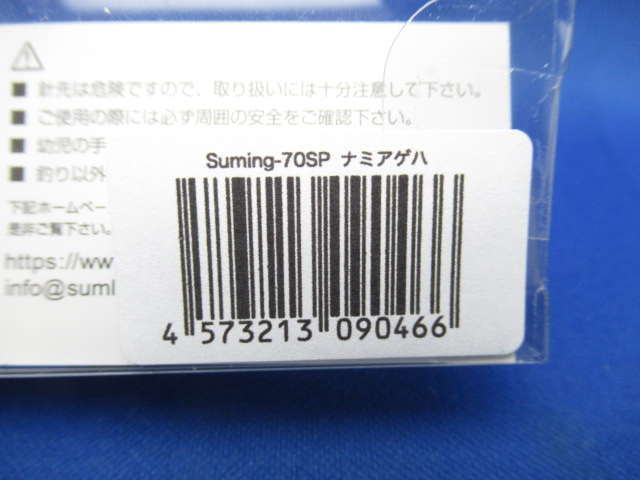 ■ 針先は危険ですので、取り扱いには十分注意して下さい。
■ ご使用の際には必ず周囲の安全をご確認下さい。
■ 幼児の手
■ 釣り以外
下記ホームペー
是非ご覧下さい。
https://ww
info@suml
Suming-70SP ナミアゲハ
4 573213 090466